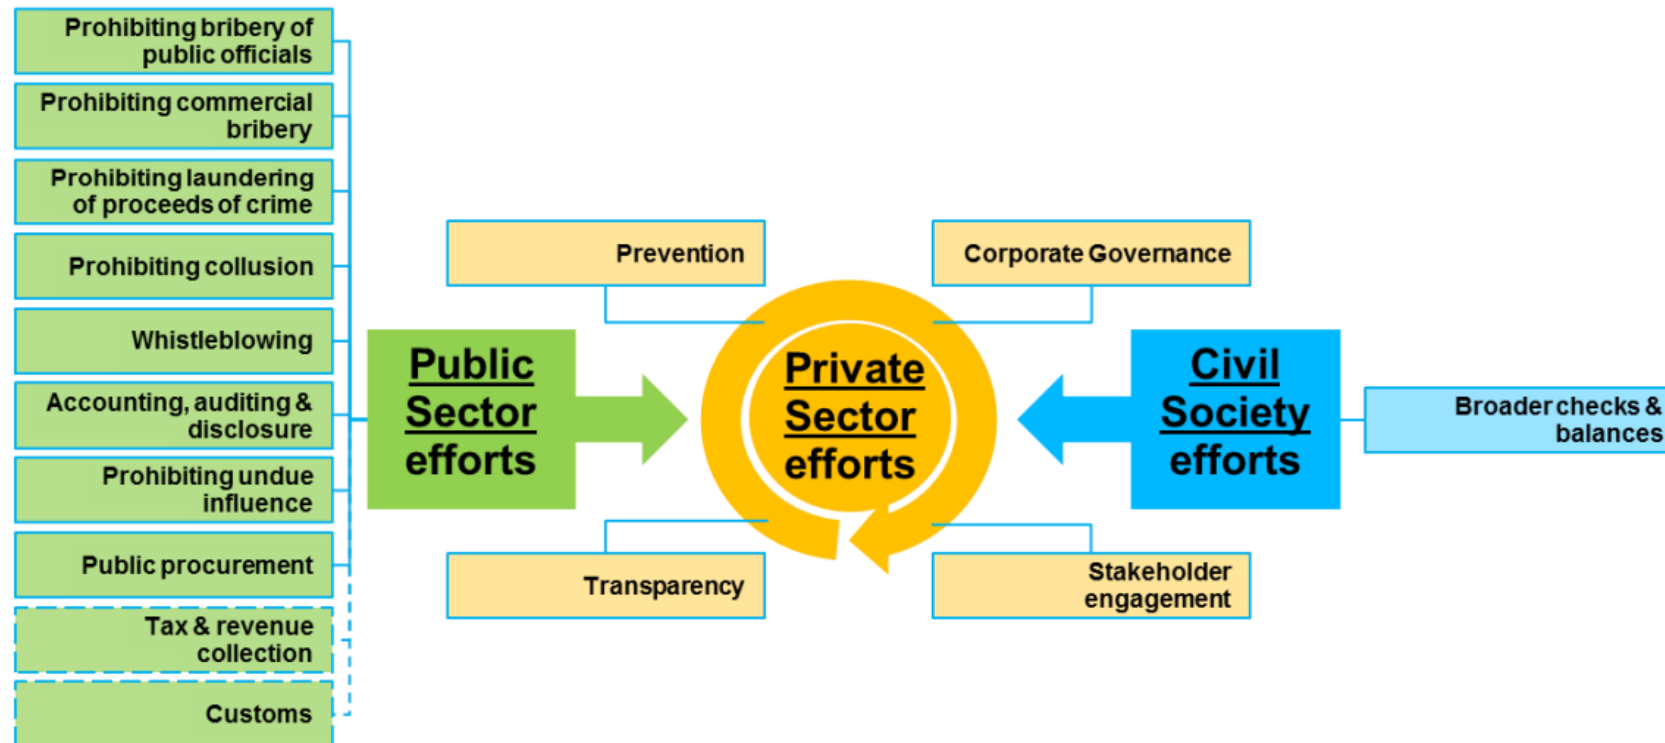 Prohibiting bribery of
public officials
Prohibiting commercial
bribery
Prohibiting laundering
of proceeds of crime
Prohibiting collusion
Whistleblowing
Accounting, auditing &
disclosure
Prohibiting undue
influence
Public procurement
Tax & revenue
collection
Customs
Public
Sector
efforts
Prevention
Transparency
Private
Sector
efforts
Corporate Governance
Stakeholder
engagement
Civil
Society
efforts
Broader checks &
balances